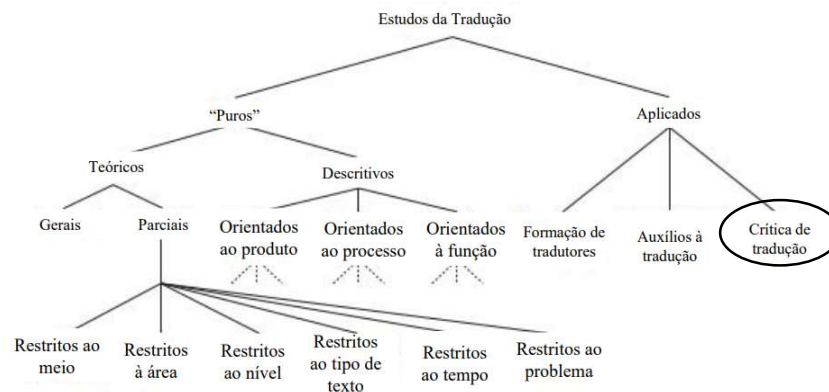 Estudos da Tradução
“Puros”
Aplicados
Teóricos
Descritivos
Gerais
Parciais
Orientados
ao produto
Orientados
ao processo
Orientados
à função
Formação de
tradutores
Auxílios à
tradução
Crítica de
tradução
Restritos ao
meio
Restritos
à área
Restritos
ao nível
Restritos
ao tipo de
texto
Restritos
ao tempo
Restritos ao
problema